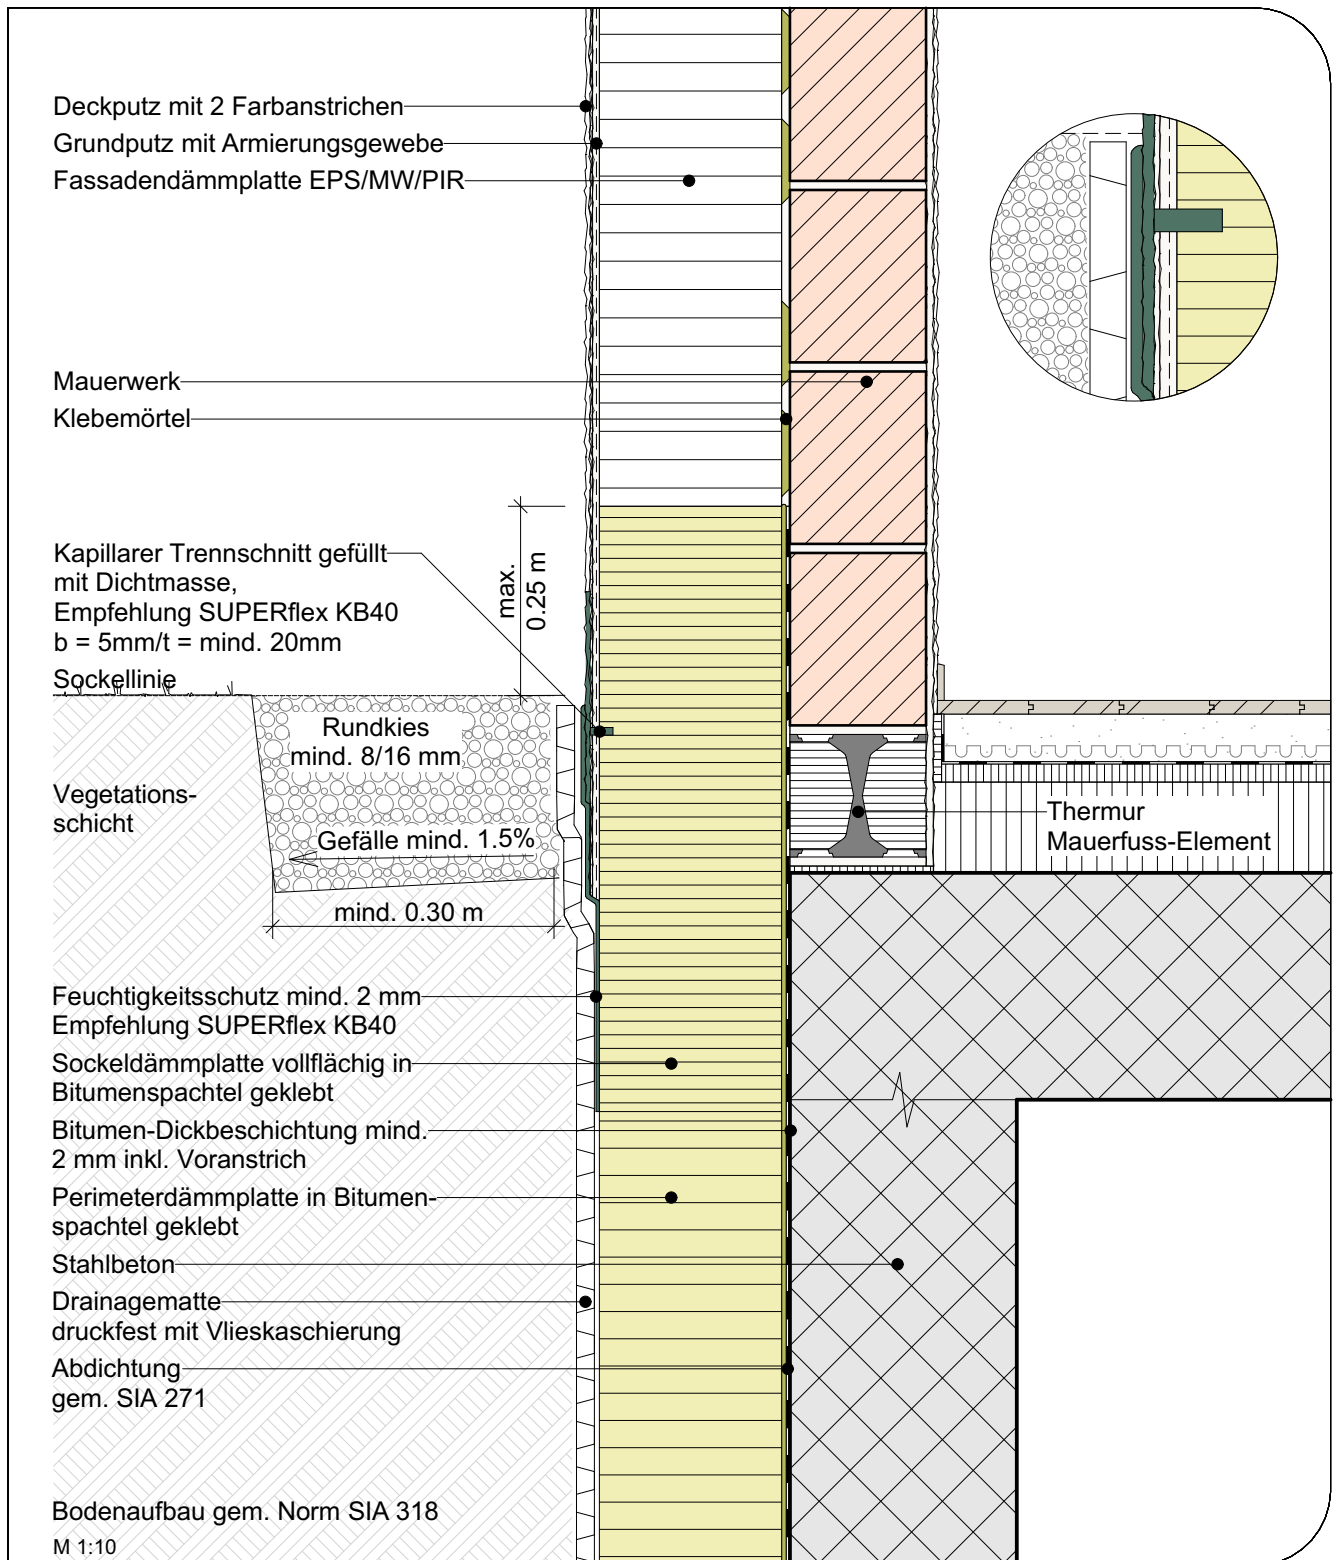 Deckputz mit 2 Farbanstrichen
Grundputz mit Armierungsgewebe
Fassadendämmplatte EPS/MW/PIR
Mauerwerk
Klebemörtel
Kapillarer Trennschnitt gefüllt
mit Dichtmasse,
Empfehlung SUPERflex KB40
b = 5mm/t = mind. 20mm
max.
0.25 m
Sockellinie
Rundkies
mind. 8/16 mm
Vegetations-
schicht
Gefälle mind. 1.5%
mind. 0.30 m
Thermur
Mauerfuss-Element
Feuchtigkeitsschutz mind. 2 mm
Empfehlung SUPERflex KB40
Sockeldämmplatte vollflächig in
Bitumenspachtel geklebt
Bitumen-Dickbeschichtung mind.
2 mm inkl. Voranstrich
Perimeterdämmplatte in Bitumen-
spachtel geklebt
Stahlbeton
Drainagematte
druckfest mit Vlieskaschierung
Abdichtung
gem. SIA 271
Bodenaufbau gem. Norm SIA 318
M 1:10